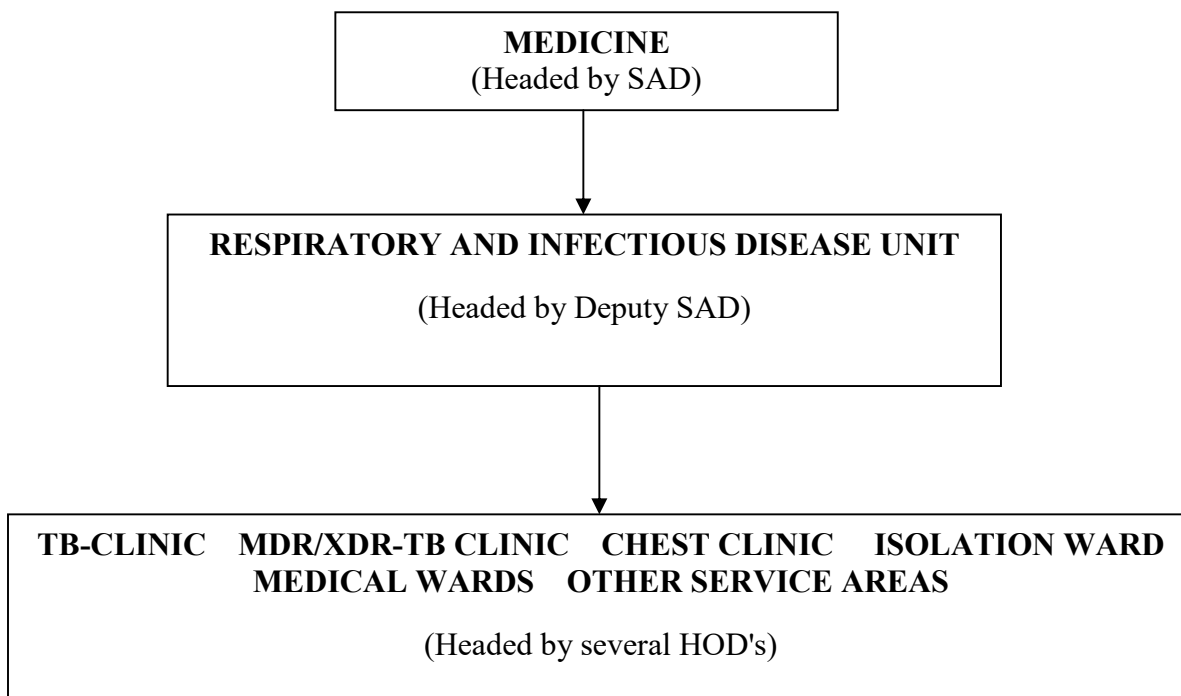 MEDICINE
(Headed by SAD)
RESPIRATORY AND INFECTIOUS DISEASE UNIT
(Headed by Deputy SAD)
TB-CLINIC MDR/XDR-TB CLINIC CHEST CLINIC ISOLATION WARD
MEDICAL WARDS OTHER SERVICE AREAS
(Headed by several HOD's)